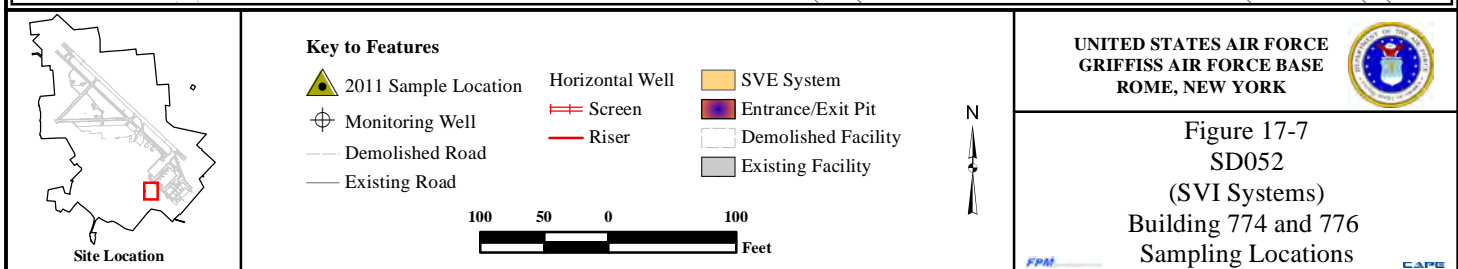 Site Location
Key to Features
2011 Sample Location
Monitoring Well
Demolished Road
Existing Road
Horizontal Well
Screen
Riser
SVE System
Entrance/Exit Pit
Demolished Facility
Existing Facility
N
100 50 0 100
Feet
UNITED STATES AIR FORCE
GRIFFISS AIR FORCE BASE
ROME, NEW YORK
Figure 17-7
SD052
(SVI Systems)
Building 774 and 776
Sampling Locations
FPM
CAPE